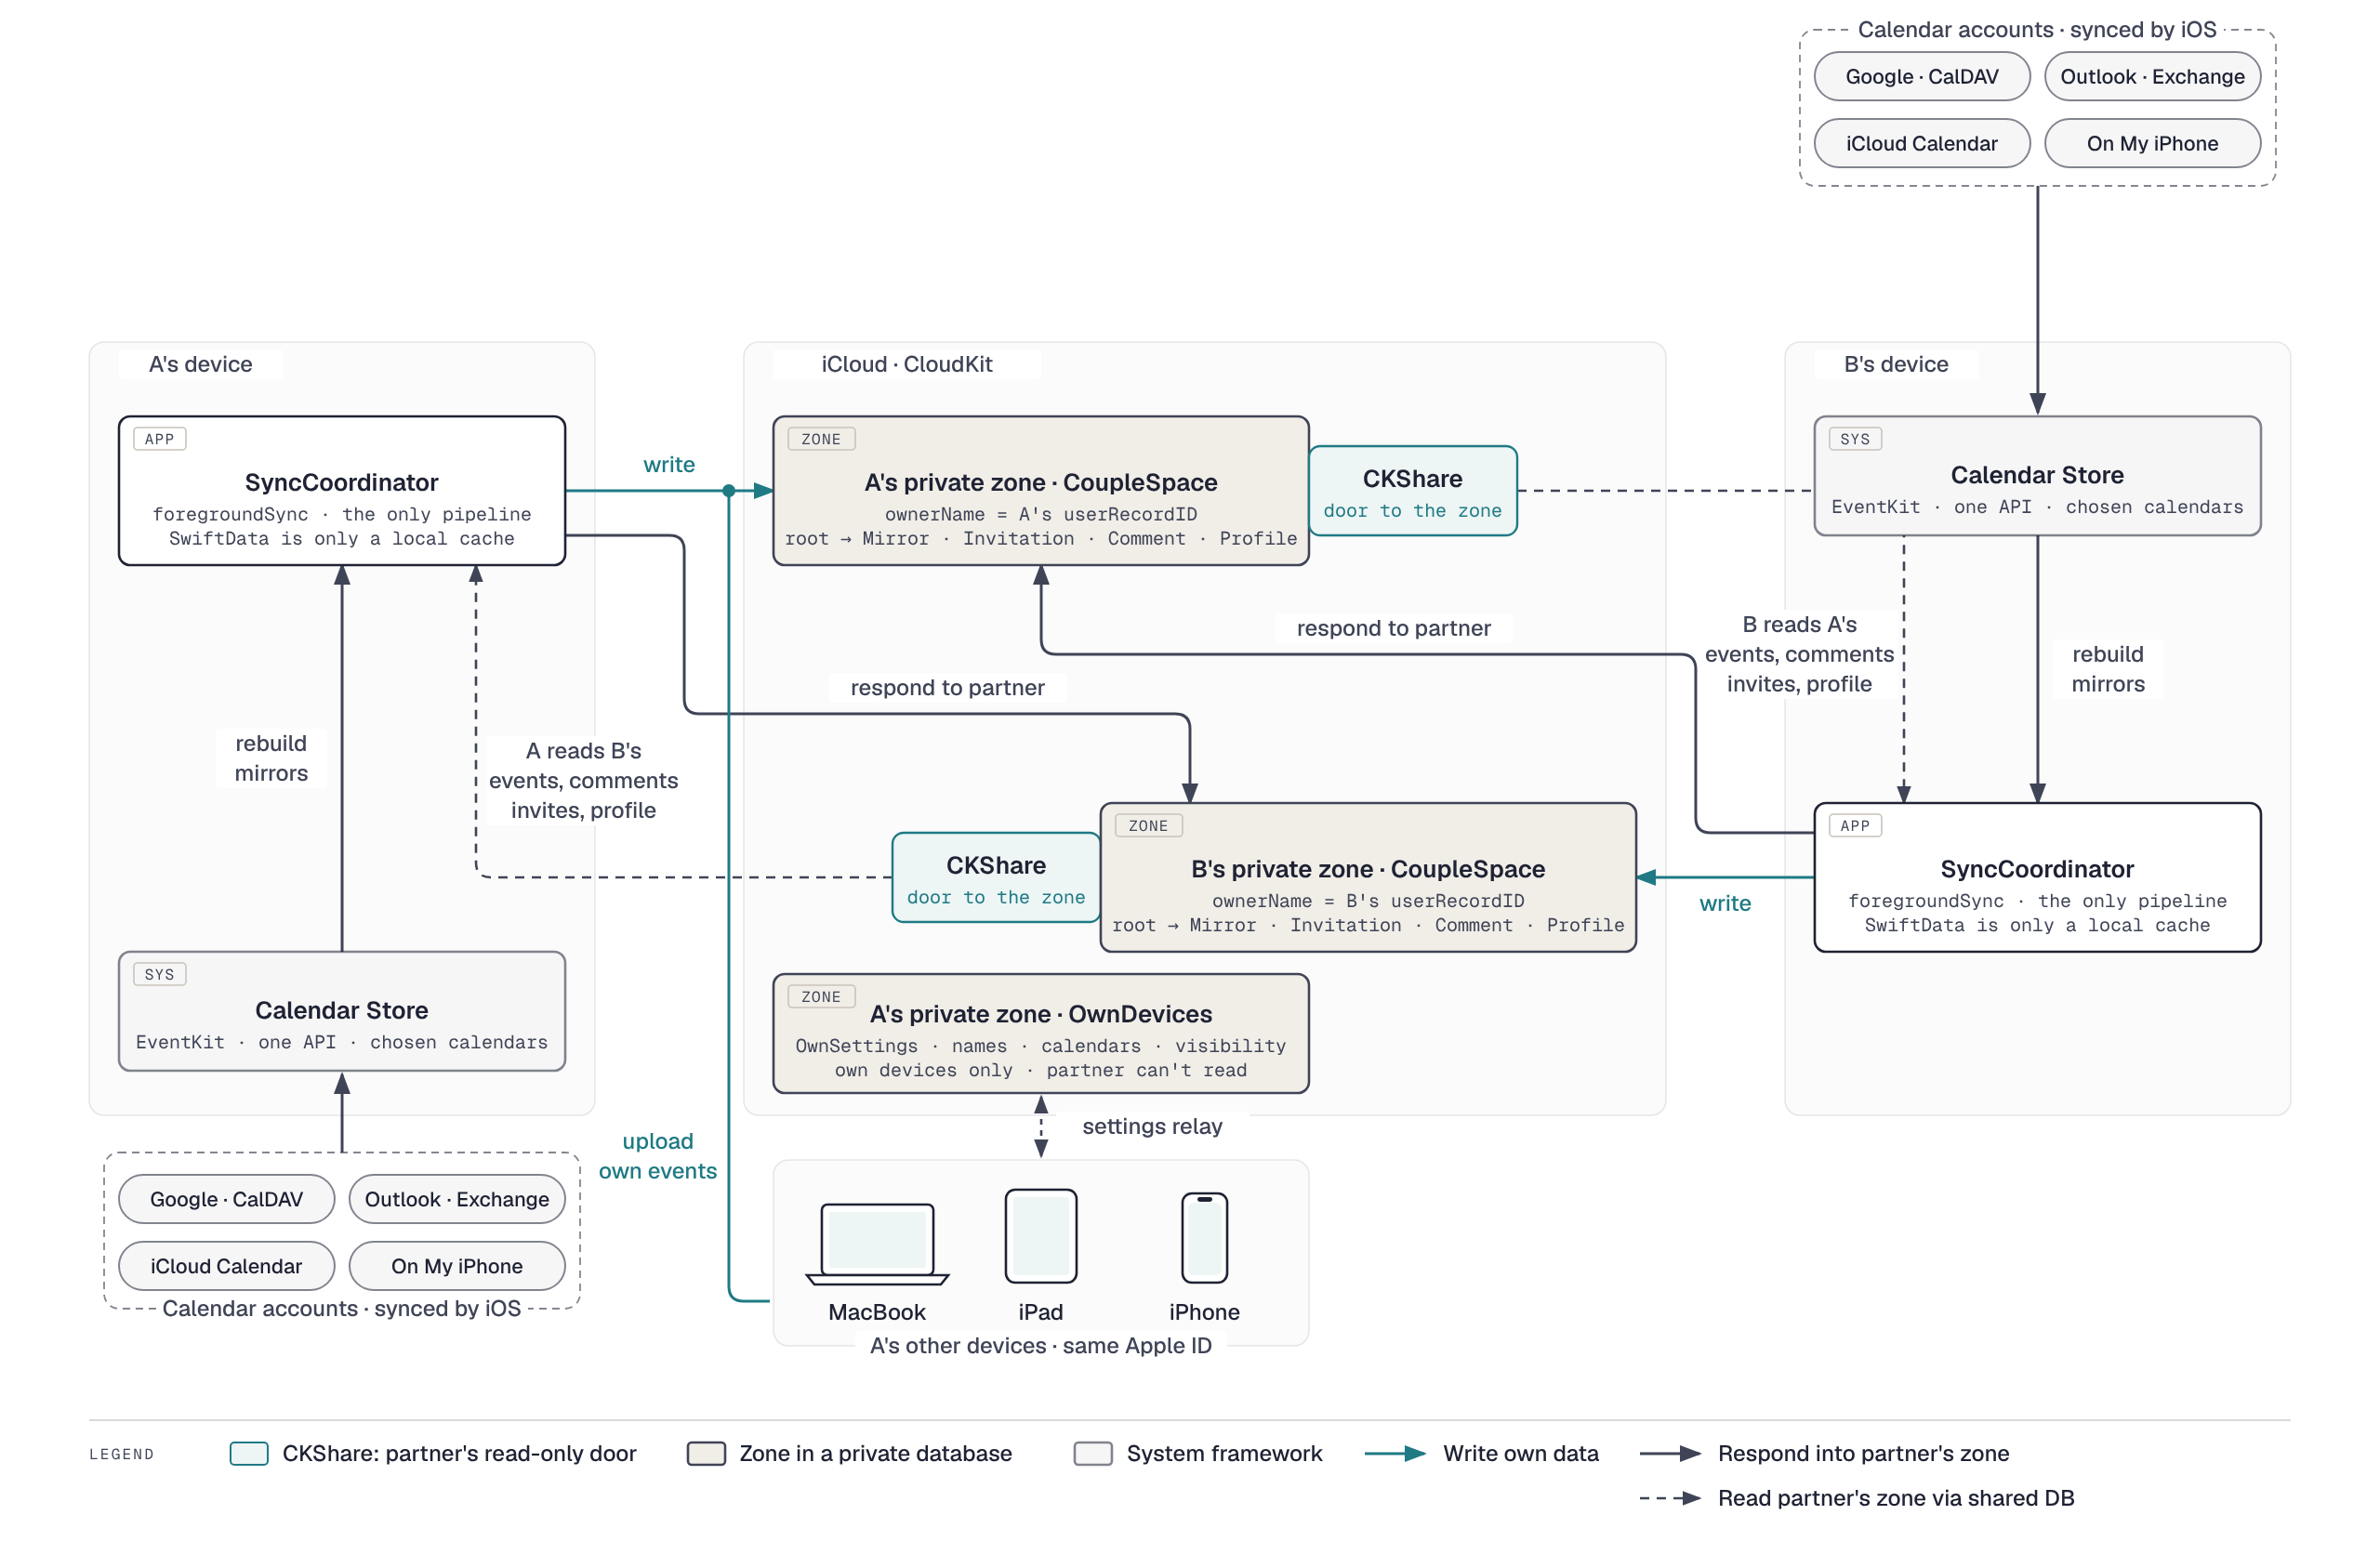 Calendar accounts · synced by iOS
Google · CalDAV
Outlook · Exchange
iCloud Calendar
On My iPhone
A's device
iCloud · CloudKit
B's device
APP
SyncCoordinator
foregroundSync · the only pipeline
SwiftData is only a local cache
write
ZONE
A's private zone · CoupleSpace
ownerName = A's userRecordID
root → Mirror · Invitation · Comment · Profile
CKShare
door to the zone
SYS
Calendar Store
EventKit · one API · chosen calendars
respond to partner
B reads A's
events, comments
invites, profile
rebuild
mirrors
respond to partner
rebuild
mirrors
A reads B's
events, comments
invites, profile
CKShare
door to the zone
ZONE
B's private zone · CoupleSpace
ownerName = B's userRecordID
root → Mirror · Invitation · Comment · Profile
write
APP
SyncCoordinator
foregroundSync · the only pipeline
SwiftData is only a local cache
SYS
Calendar Store
EventKit · one API · chosen calendars
ZONE
A's private zone · OwnDevices
OwnSettings · names · calendars · visibility
own devices only · partner can't read
settings relay
upload
own events
Google · CalDAV
Outlook · Exchange
iCloud Calendar
On My iPhone
Calendar accounts · synced by iOS
MacBook
iPad
iPhone
A's other devices · same Apple ID
LEGEND
CKShare: partner's read-only door
Zone in a private database
System framework
Write own data
Respond into partner's zone
Read partner's zone via shared DB